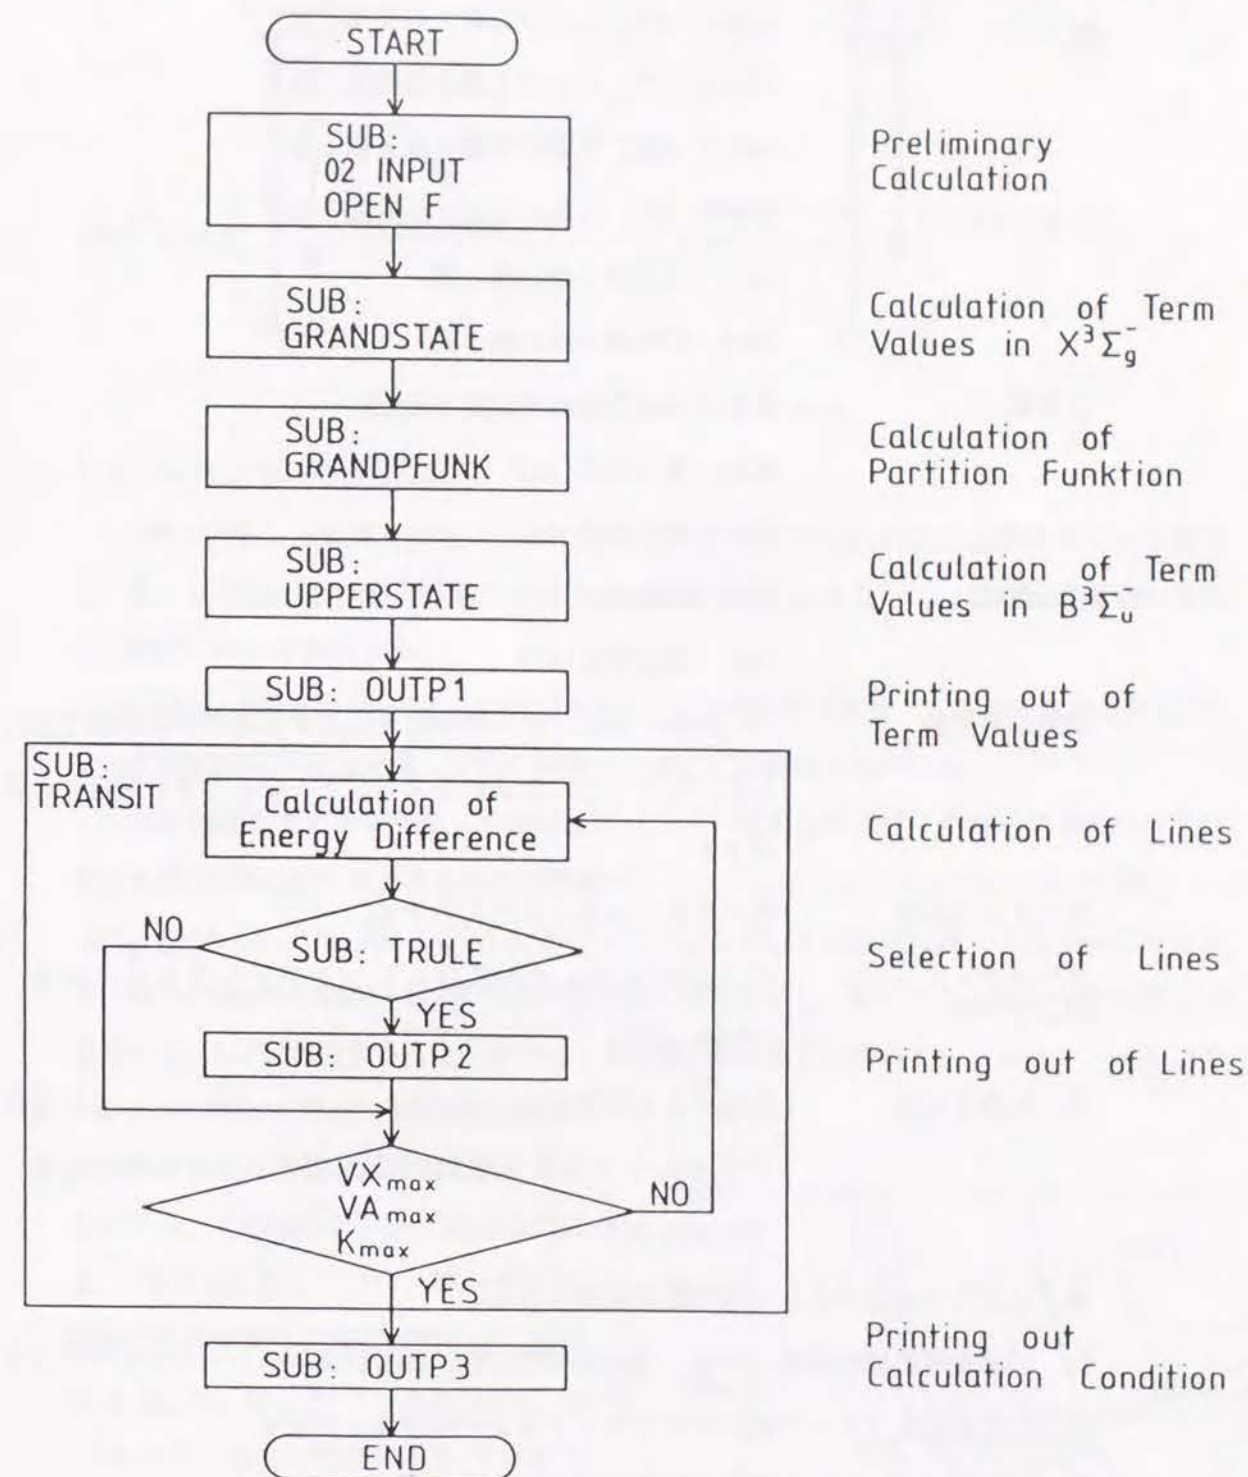 START
SUB:
02 INPUT
OPEN F
Preliminary
Calculation
SUB:
GRANDSTATE
Calculation of Term
Values in X³Σg⁻
SUB:
GRANDPFUNK
Calculation of
Partition Funktion
SUB:
UPPERSTATE
Calculation of Term
Values in B³Σu⁻
SUB: OUTP1
Printing out of
Term Values
SUB:
TRANSIT
Calculation of
Energy Difference
Calculation of Lines
NO
SUB: TRULE
Selection of Lines
YES
SUB: OUTP2
Printing out of Lines
VXmax
VAmax
Kmax
NO
YES
SUB: OUTP3
Printing out
Calculation Condition
END